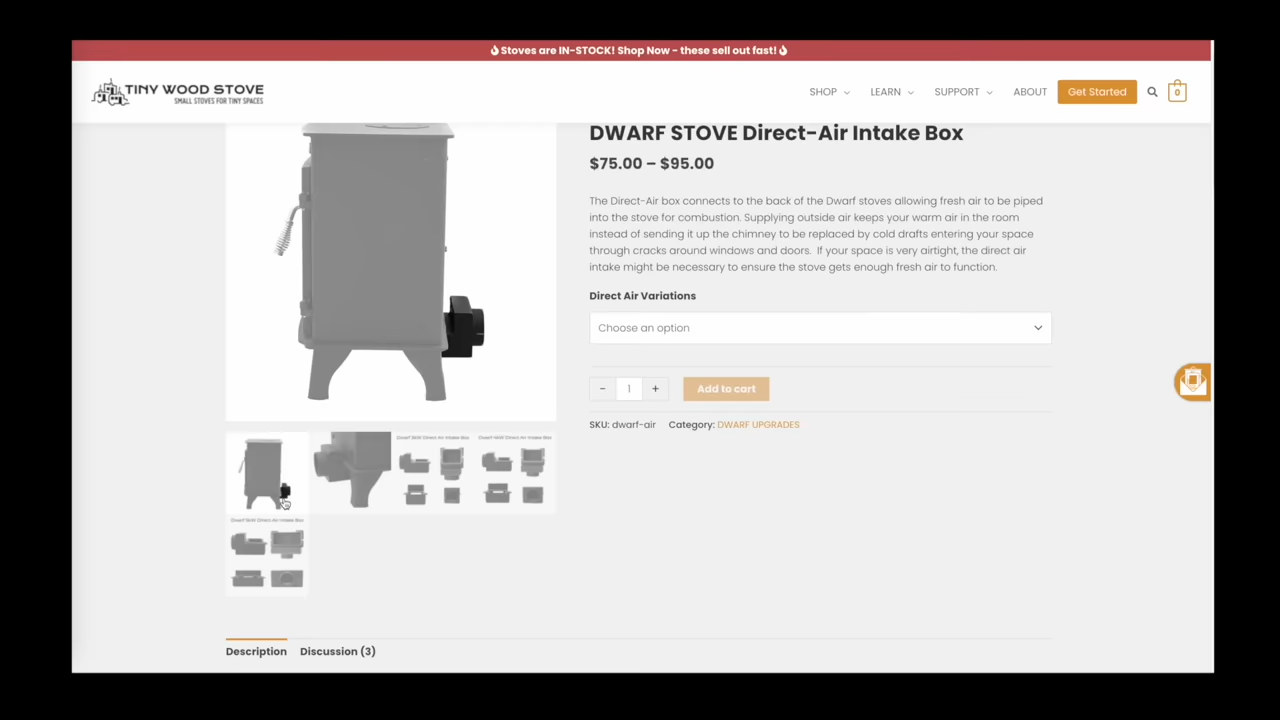 Stoves are IN-STOCK! Shop Now - these sell out fast!
TINY WOOD STOVE
SMALL STOVES FOR TINY SPACES
SHOP
LEARN
SUPPORT
ABOUT
Get Started
0
DWARF STOVE Direct-Air Intake Box
$75.00 – $95.00
The Direct-Air box connects to the back of the Dwarf stoves allowing fresh air to be piped
into the stove for combustion. Supplying outside air keeps your warm air in the room
instead of sending it up the chimney to be replaced by cold drafts entering your space
through cracks around windows and doors.  If your space is very airtight, the direct air
intake might be necessary to ensure the stove gets enough fresh air to function.
Direct Air Variations
Choose an option
- 1 +
Add to cart
SKU: dwarf-air
Category: DWARF UPGRADES
Description
Discussion (3)